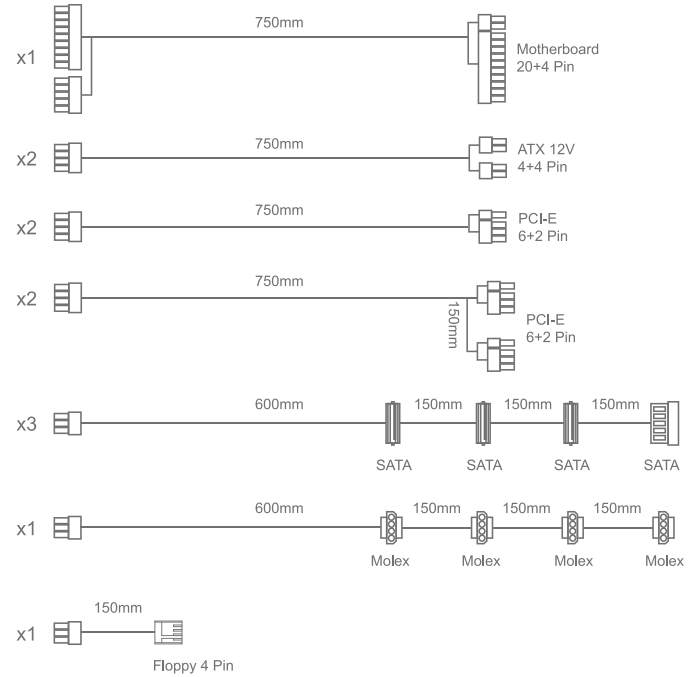 750mm
x1
Motherboard
20+4 Pin
750mm
x2
ATX 12V
4+4 Pin
750mm
x2
PCI-E
6+2 Pin
750mm
x2
150mm
PCI-E
6+2 Pin
600mm 150mm 150mm 150mm
x3
SATA SATA SATA SATA
600mm 150mm 150mm 150mm
x1
Molex Molex Molex Molex
150mm
x1
Floppy 4 Pin